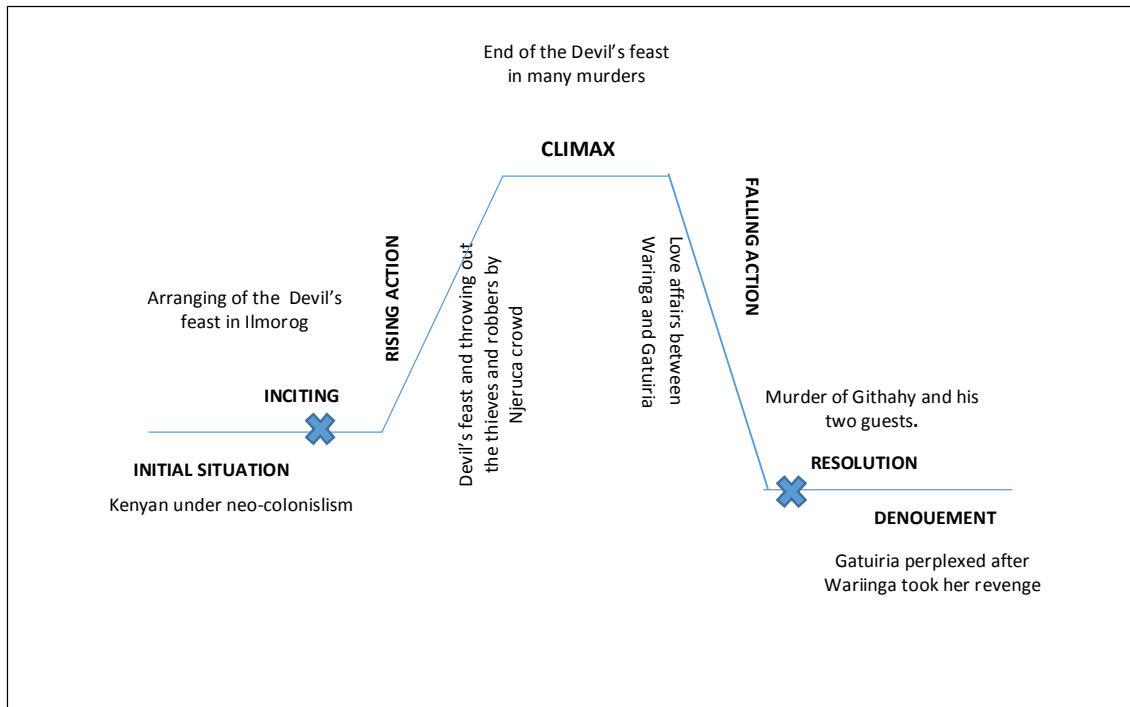 End of the Devil’s feast
in many murders
CLIMAX
FALLING ACTION
Love affairs between
Waringa and Gatuiria
RISING ACTION
Devil’s feast and throwing out
the thieves and robbers by
Njeruca crowd
Arranging of the Devil’s
feast in Ilmorog
INCITING
INITIAL SITUATION
Kenyan under neo-colonislism
Murder of Githahy and his
two guests.
RESOLUTION
DENOUEMENT
Gatuiria perplexed after
Wariinga took her revenge